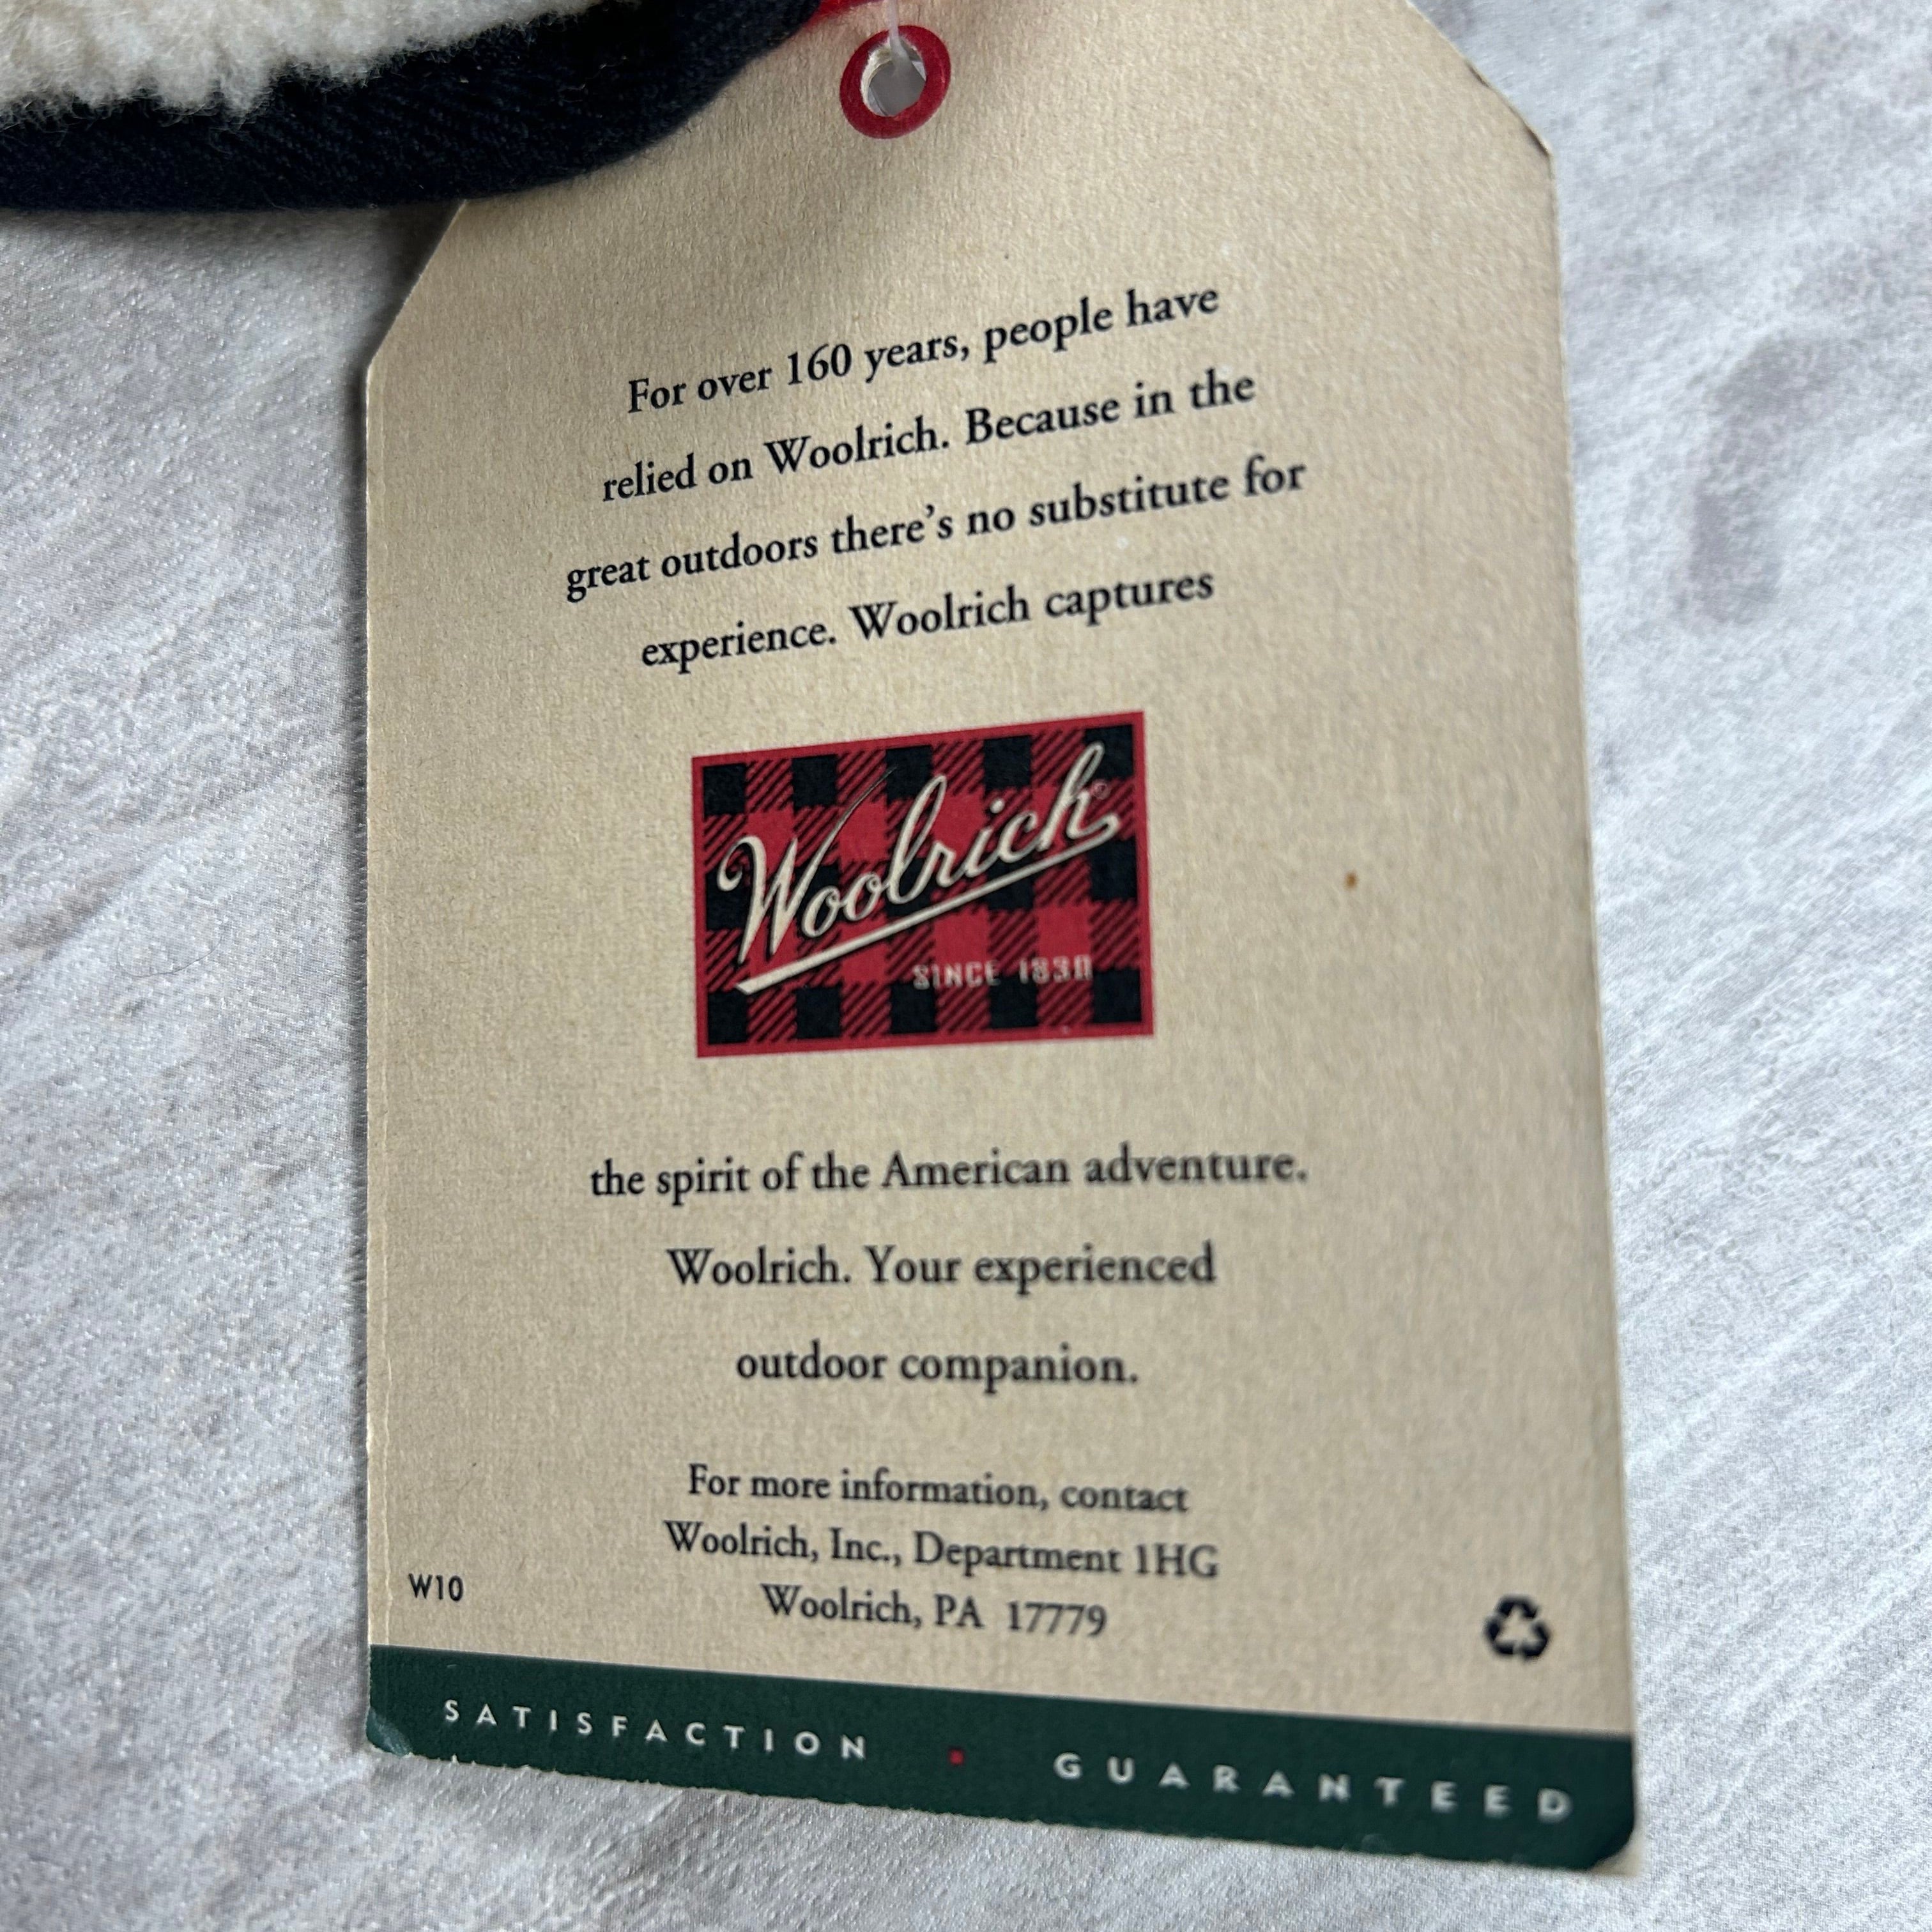 For over 160 years, people have
relied on Woolrich. Because in the
great outdoors there's no substitute for
experience. Woolrich captures
Woolrich®
SINCE 1830
the spirit of the American adventure.
Woolrich. Your experienced
outdoor companion.
For more information, contact
Woolrich, Inc., Department 1HG
Woolrich, PA 17779
W10
SATISFACTION • GUARANTEED